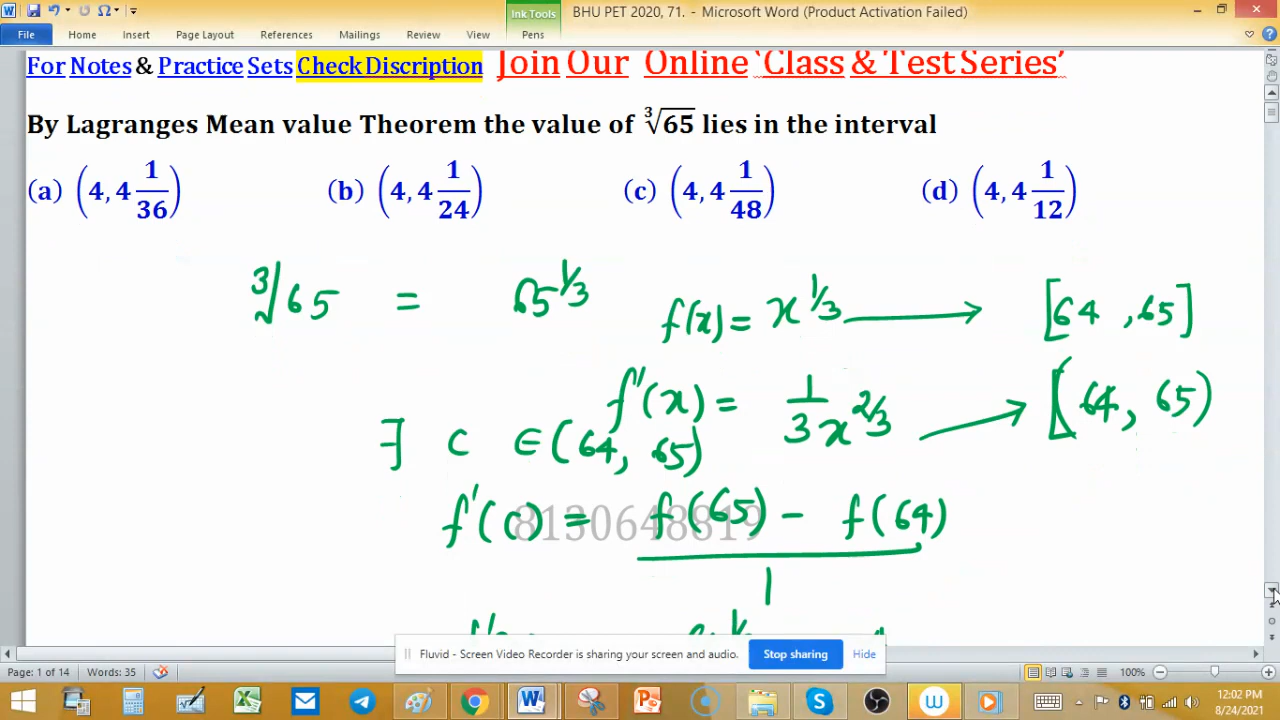 BHU PET 2020, 71. - Microsoft Word (Product Activation Failed)
Ink Tools
File Home Insert Page Layout References Mailings Review View Pens
For Notes & Practice Sets Check Discription Join Our Online 'Class & Test Series'
By Lagranges Mean value Theorem the value of ∛65 lies in the interval
(a) (4, 4 1/36) (b) (4, 4 1/24) (c) (4, 4 1/48) (d) (4, 4 1/12)
∛65 = 65^1/3 f(x) = x^1/3 → [64, 65]
f'(x) = 1/3x^2/3 → (64, 65)
∃ c ∈ (64, 65)
f'(c) = f(65) - f(64)
8130648819
1
Fluvid - Screen Video Recorder is sharing your screen and audio. Stop sharing Hide
Page: 1 of 14 Words: 35 100%
12:02 PM
8/24/2021